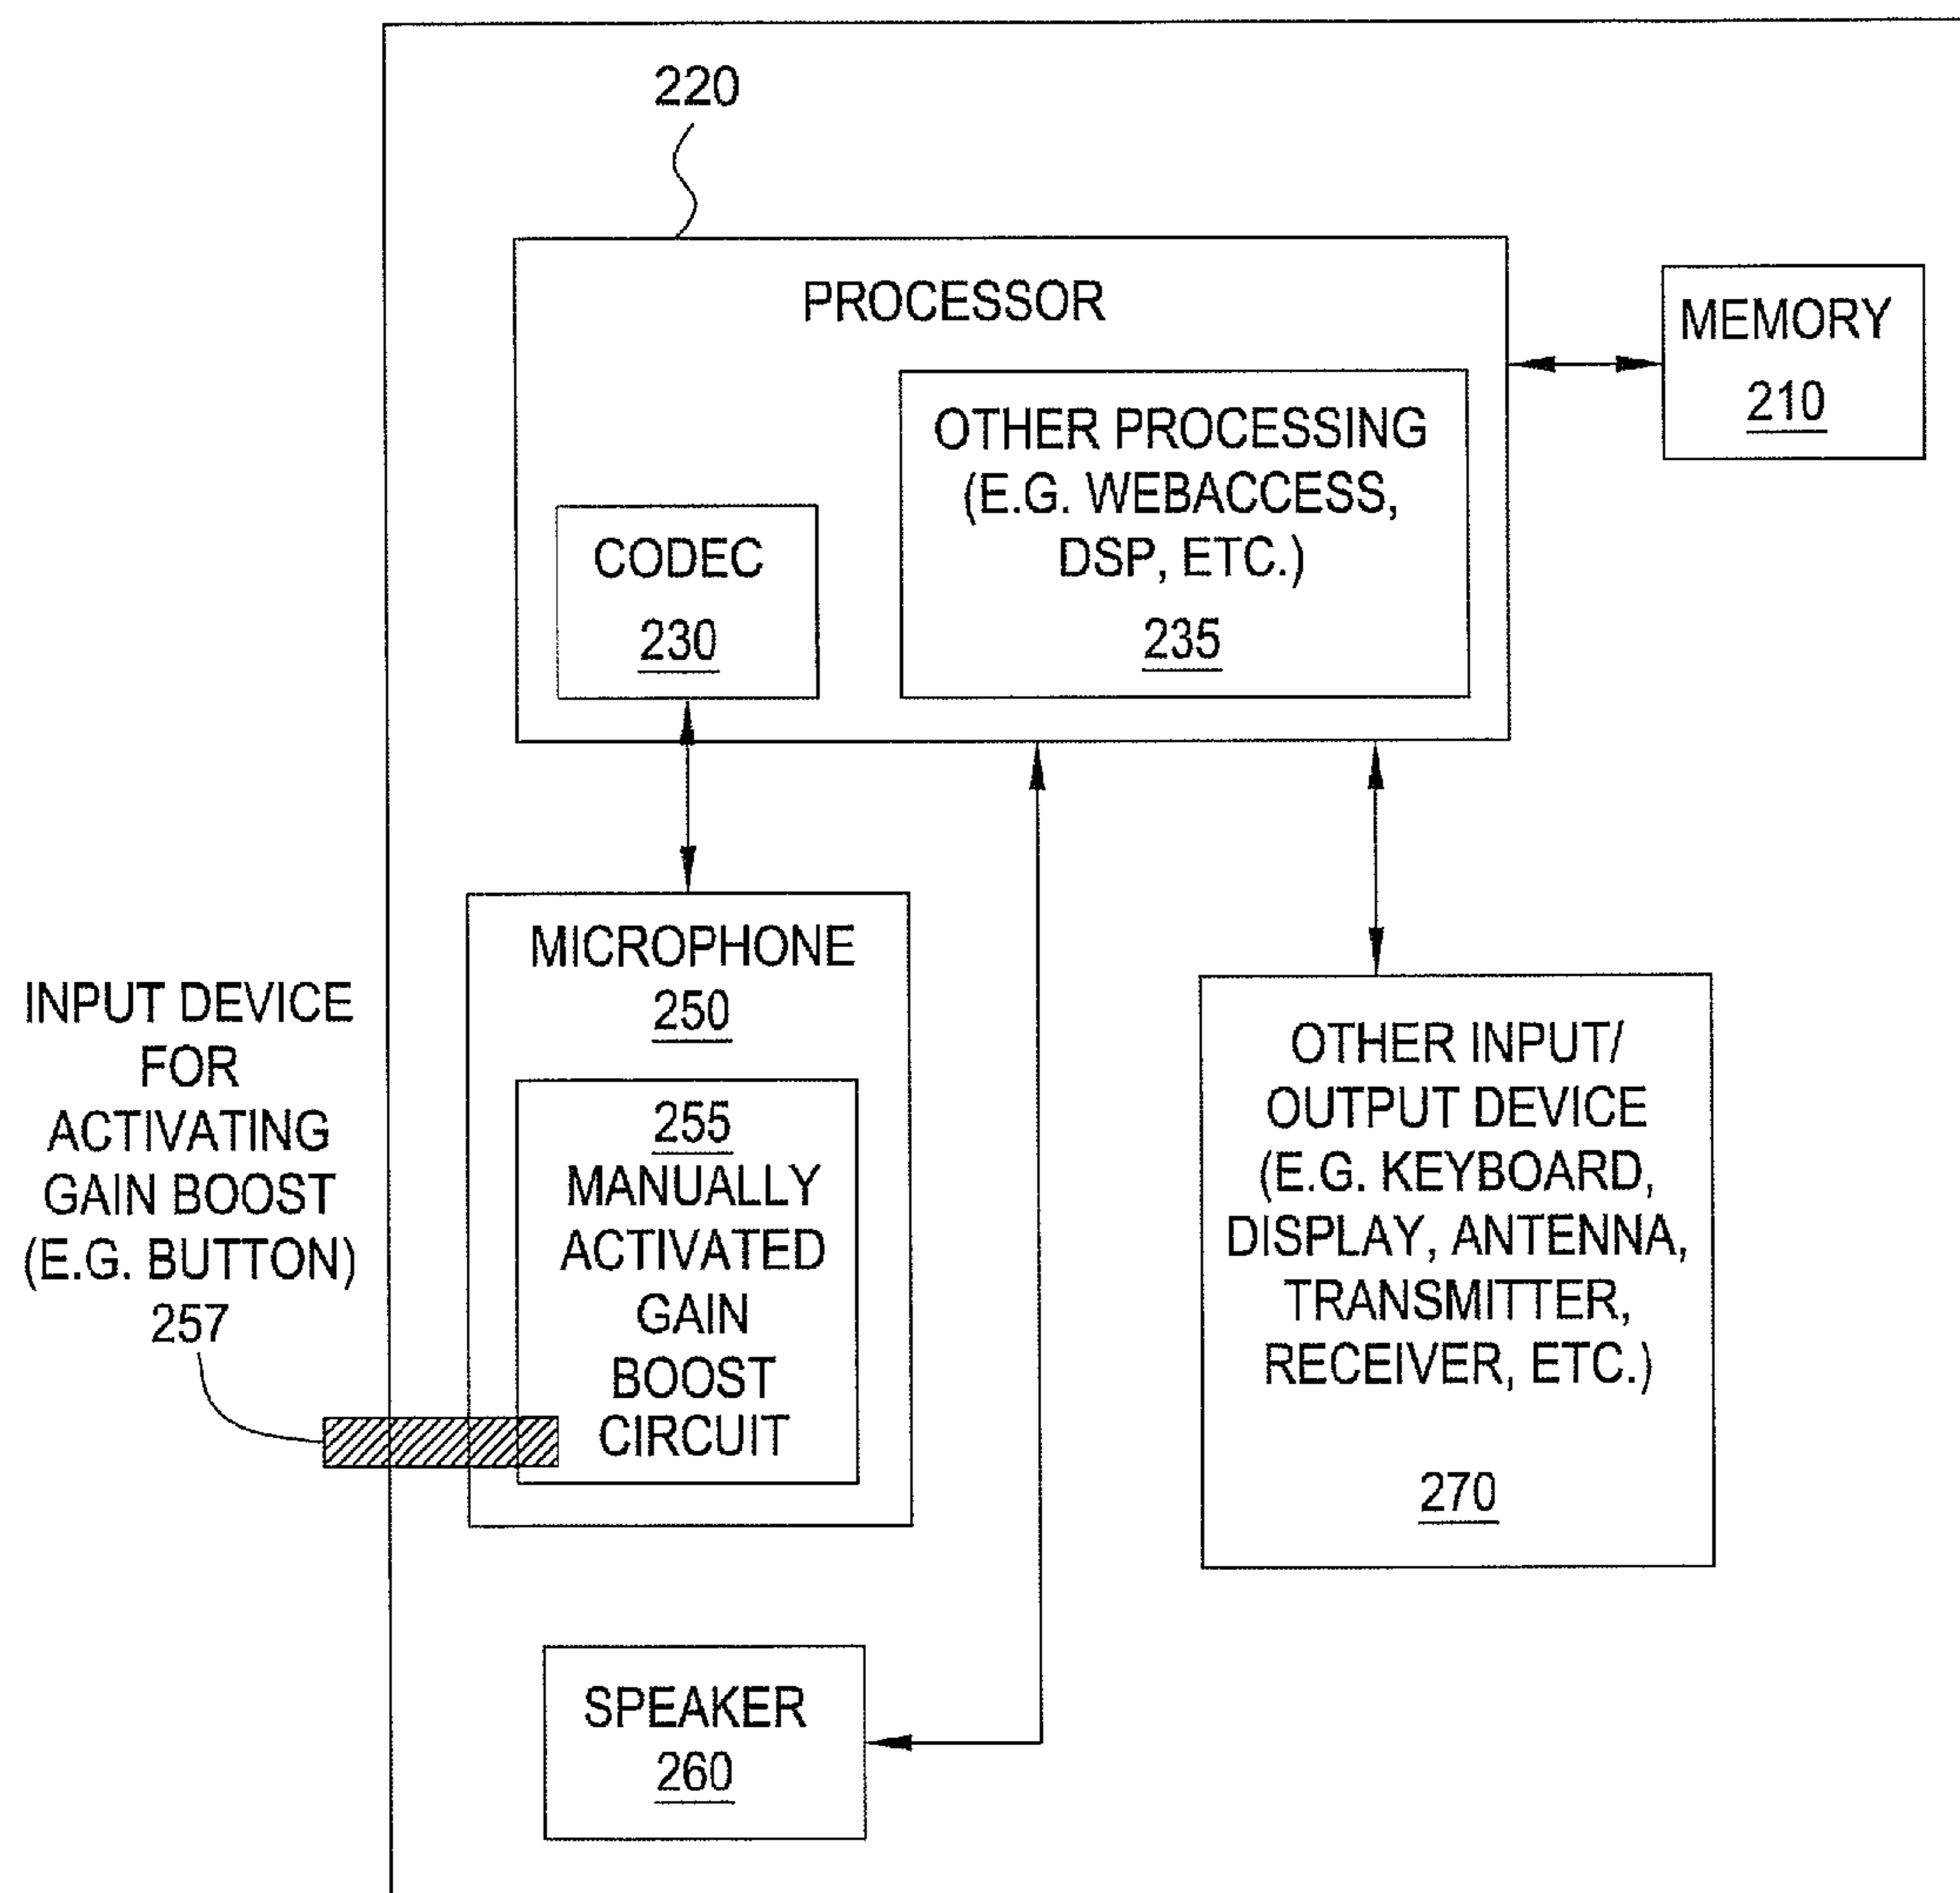 220
PROCESSOR
MEMORY
210
OTHER PROCESSING
(E.G. WEBACCESS,
DSP, ETC.)
235
CODEC
230
MICROPHONE
250
255
MANUALLY
ACTIVATED
GAIN
BOOST
CIRCUIT
INPUT DEVICE
FOR
ACTIVATING
GAIN BOOST
(E.G. BUTTON)
257
OTHER INPUT/
OUTPUT DEVICE
(E.G. KEYBOARD,
DISPLAY, ANTENNA,
TRANSMITTER,
RECEIVER, ETC.)
270
SPEAKER
260